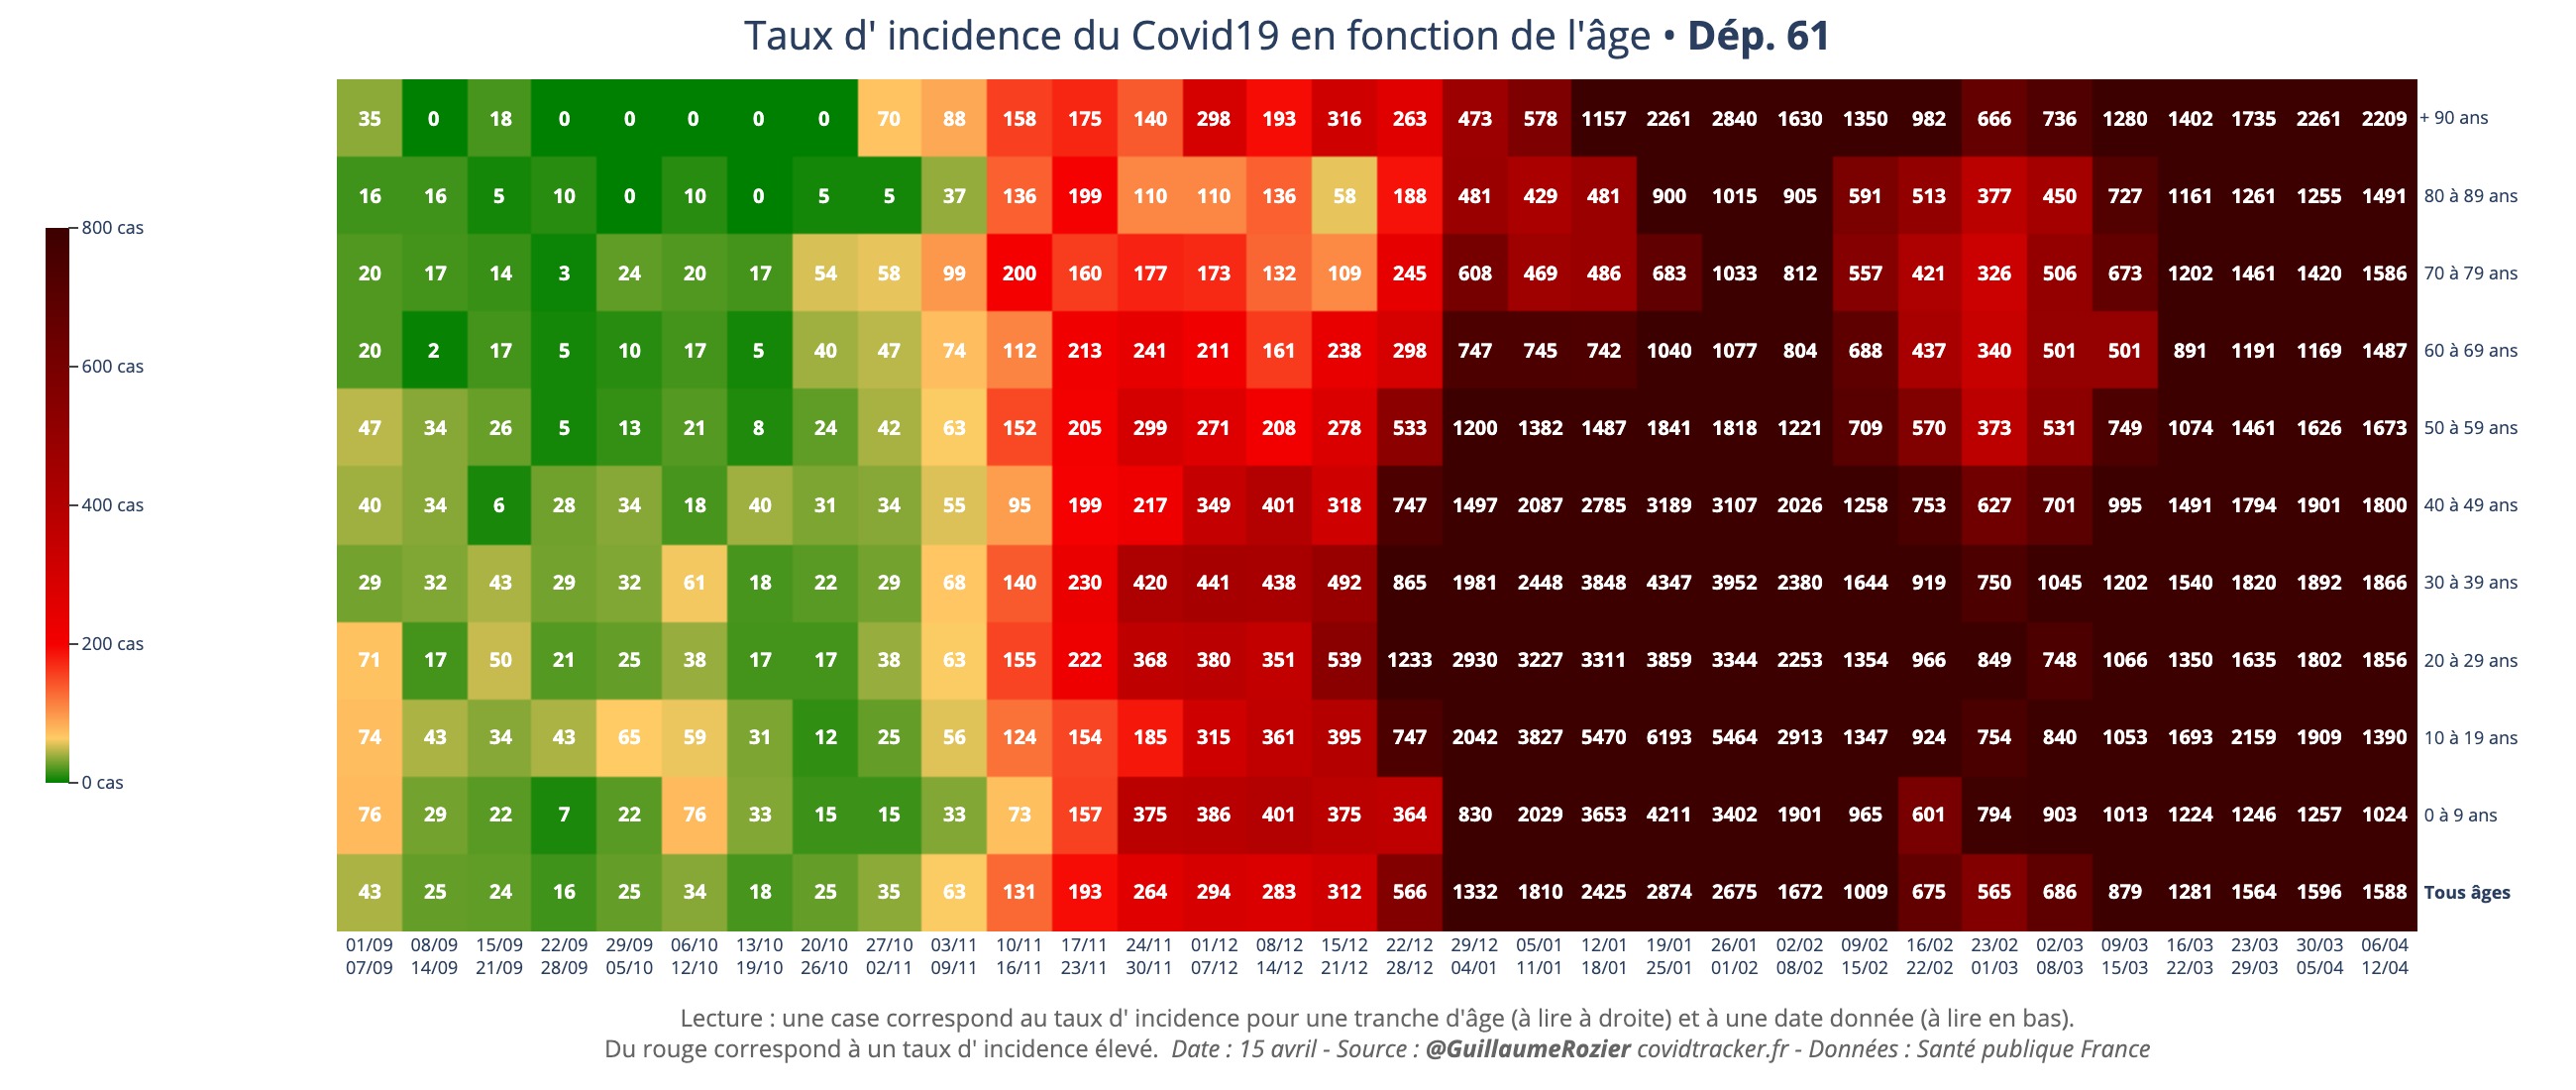 Taux d' incidence du Covid19 en fonction de l'âge • Dép. 61
35 0 18 0 0 0 0 0 70 88 158 175 140 298 193 316 263 473 578 1157 2261 2840 1630 1350 982 666 736 1280 1402 1735 2261 2209 + 90 ans
16 16 5 10 0 10 0 5 5 37 136 199 110 110 136 58 188 481 429 481 900 1015 905 591 513 377 450 727 1161 1261 1255 1491 80 à 89 ans
800 cas
20 17 14 3 24 20 17 54 58 99 200 160 177 173 132 109 245 608 469 486 683 1033 812 557 421 326 506 673 1202 1461 1420 1586 70 à 79 ans
20 2 17 5 10 17 5 40 47 74 112 213 241 211 161 238 298 747 745 742 1040 1077 804 688 437 340 501 501 891 1191 1169 1487 60 à 69 ans
600 cas
47 34 26 5 13 21 8 24 42 63 152 205 299 271 208 278 533 1200 1382 1487 1841 1818 1221 709 570 373 531 749 1074 1461 1626 1673 50 à 59 ans
400 cas
40 34 6 28 34 18 40 31 34 55 95 199 217 349 401 318 747 1497 2087 2785 3189 3107 2026 1258 753 627 701 995 1491 1794 1901 1800 40 à 49 ans
29 32 43 29 32 61 18 22 29 68 140 230 420 441 438 492 865 1981 2448 3848 4347 3952 2380 1644 919 750 1045 1202 1540 1820 1892 1866 30 à 39 ans
200 cas
71 17 50 21 25 38 17 17 38 63 155 222 368 380 351 539 1233 2930 3227 3311 3859 3344 2253 1354 966 849 748 1066 1350 1635 1802 1856 20 à 29 ans
74 43 34 43 65 59 31 12 25 56 124 154 185 315 361 395 747 2042 3827 5470 6193 5464 2913 1347 924 754 840 1053 1693 2159 1909 1390 10 à 19 ans
0 cas
76 29 22 7 22 76 33 15 15 33 73 157 375 386 401 375 364 830 2029 3653 4211 3402 1901 965 601 794 903 1013 1224 1246 1257 1024 0 à 9 ans
43 25 24 16 25 34 18 25 35 63 131 193 264 294 283 312 566 1332 1810 2425 2874 2675 1672 1009 675 565 686 879 1281 1564 1596 1588 Tous âges
01/09 08/09 15/09 22/09 29/09 06/10 13/10 20/10 27/10 03/11 10/11 17/11 24/11 01/12 08/12 15/12 22/12 29/12 05/01 12/01 19/01 26/01 02/02 09/02 16/02 23/02 02/03 09/03 16/03 23/03 30/03 06/04
07/09 14/09 21/09 28/09 05/10 12/10 19/10 26/10 02/11 09/11 16/11 23/11 30/11 07/12 14/12 21/12 28/12 04/01 11/01 18/01 25/01 01/02 08/02 15/02 22/02 01/03 08/03 15/03 22/03 29/03 05/04 12/04
Lecture : une case correspond au taux d' incidence pour une tranche d'âge (à lire à droite) et à une date donnée (à lire en bas).
Du rouge correspond à un taux d' incidence élevé. Date : 15 avril - Source : @GuillaumeRozier covidtracker.fr - Données : Santé publique France